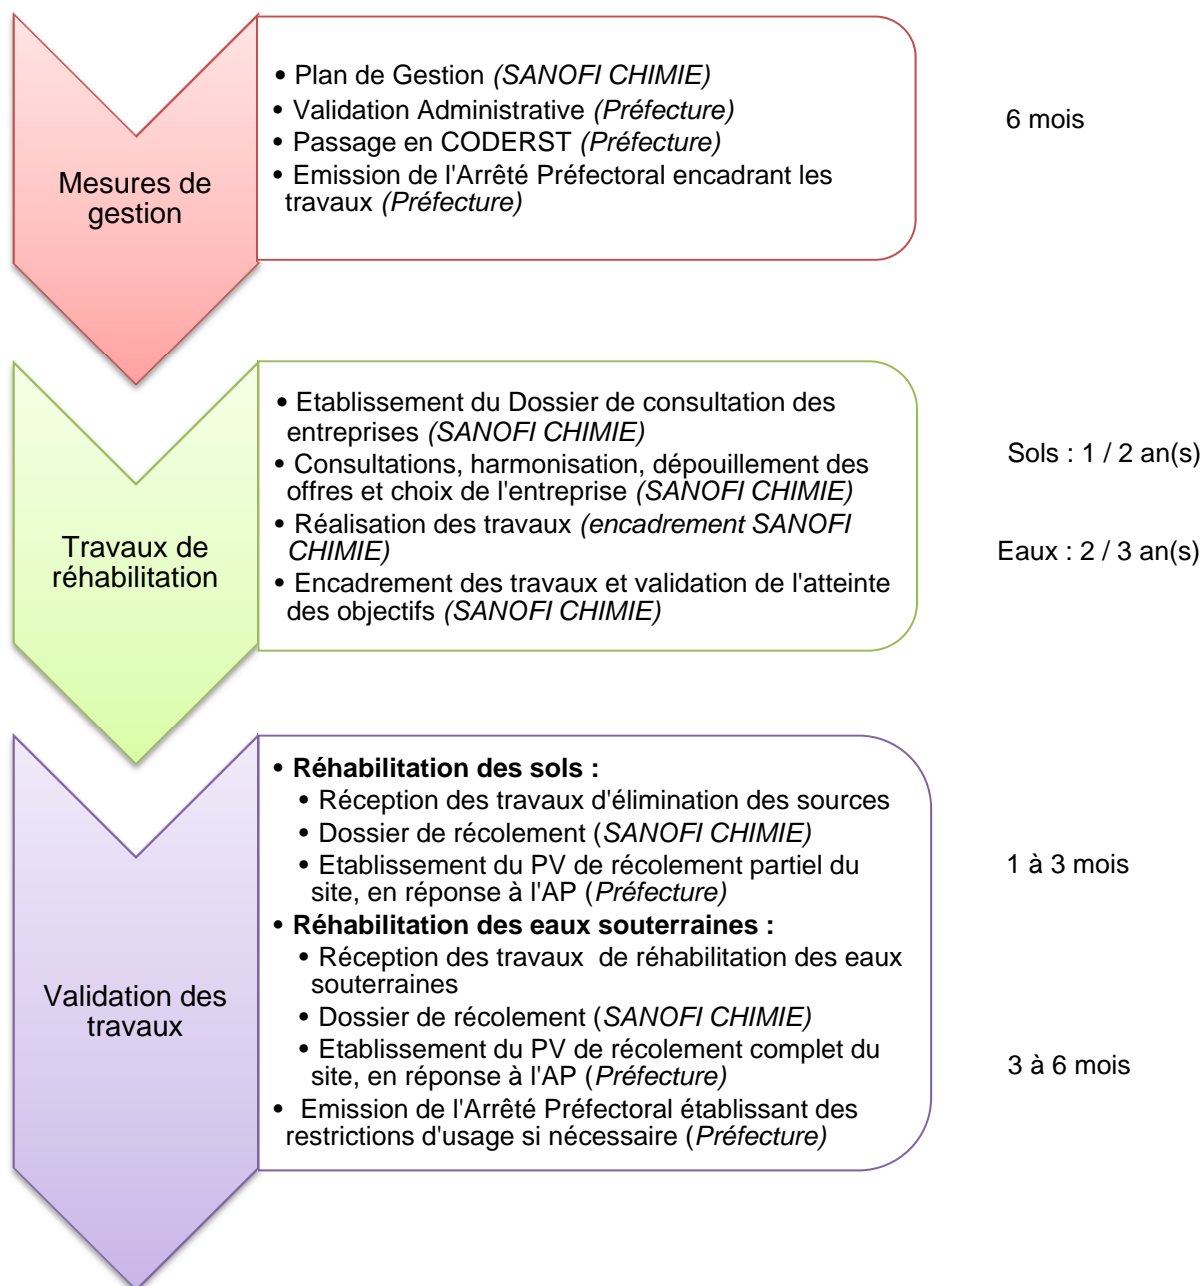 Mesures de
gestion
• Plan de Gestion (SANOFI CHIMIE)
• Validation Administrative (Préfecture)
• Passage en CODERST (Préfecture)
• Emission de l'Arrêté Préfectoral encadrant les
travaux (Préfecture)
6 mois
Travaux de
réhabilitation
• Etablissement du Dossier de consultation des
entreprises (SANOFI CHIMIE)
• Consultations, harmonisation, dépouillement des
offres et choix de l'entreprise (SANOFI CHIMIE)
• Réalisation des travaux (encadrement SANOFI
CHIMIE)
• Encadrement des travaux et validation de l'atteinte
des objectifs (SANOFI CHIMIE)
Sols : 1 / 2 an(s)
Eaux : 2 / 3 an(s)
Validation des
travaux
• Réhabilitation des sols :
• Réception des travaux d'élimination des sources
• Dossier de récolement (SANOFI CHIMIE)
• Etablissement du PV de récolement partiel du
site, en réponse à l'AP (Préfecture)
• Réhabilitation des eaux souterraines :
• Réception des travaux de réhabilitation des eaux
souterraines
• Dossier de récolement (SANOFI CHIMIE)
• Etablissement du PV de récolement complet du
site, en réponse à l'AP (Préfecture)
• Emission de l'Arrêté Préfectoral établissant des
restrictions d'usage si nécessaire (Préfecture)
1 à 3 mois
3 à 6 mois